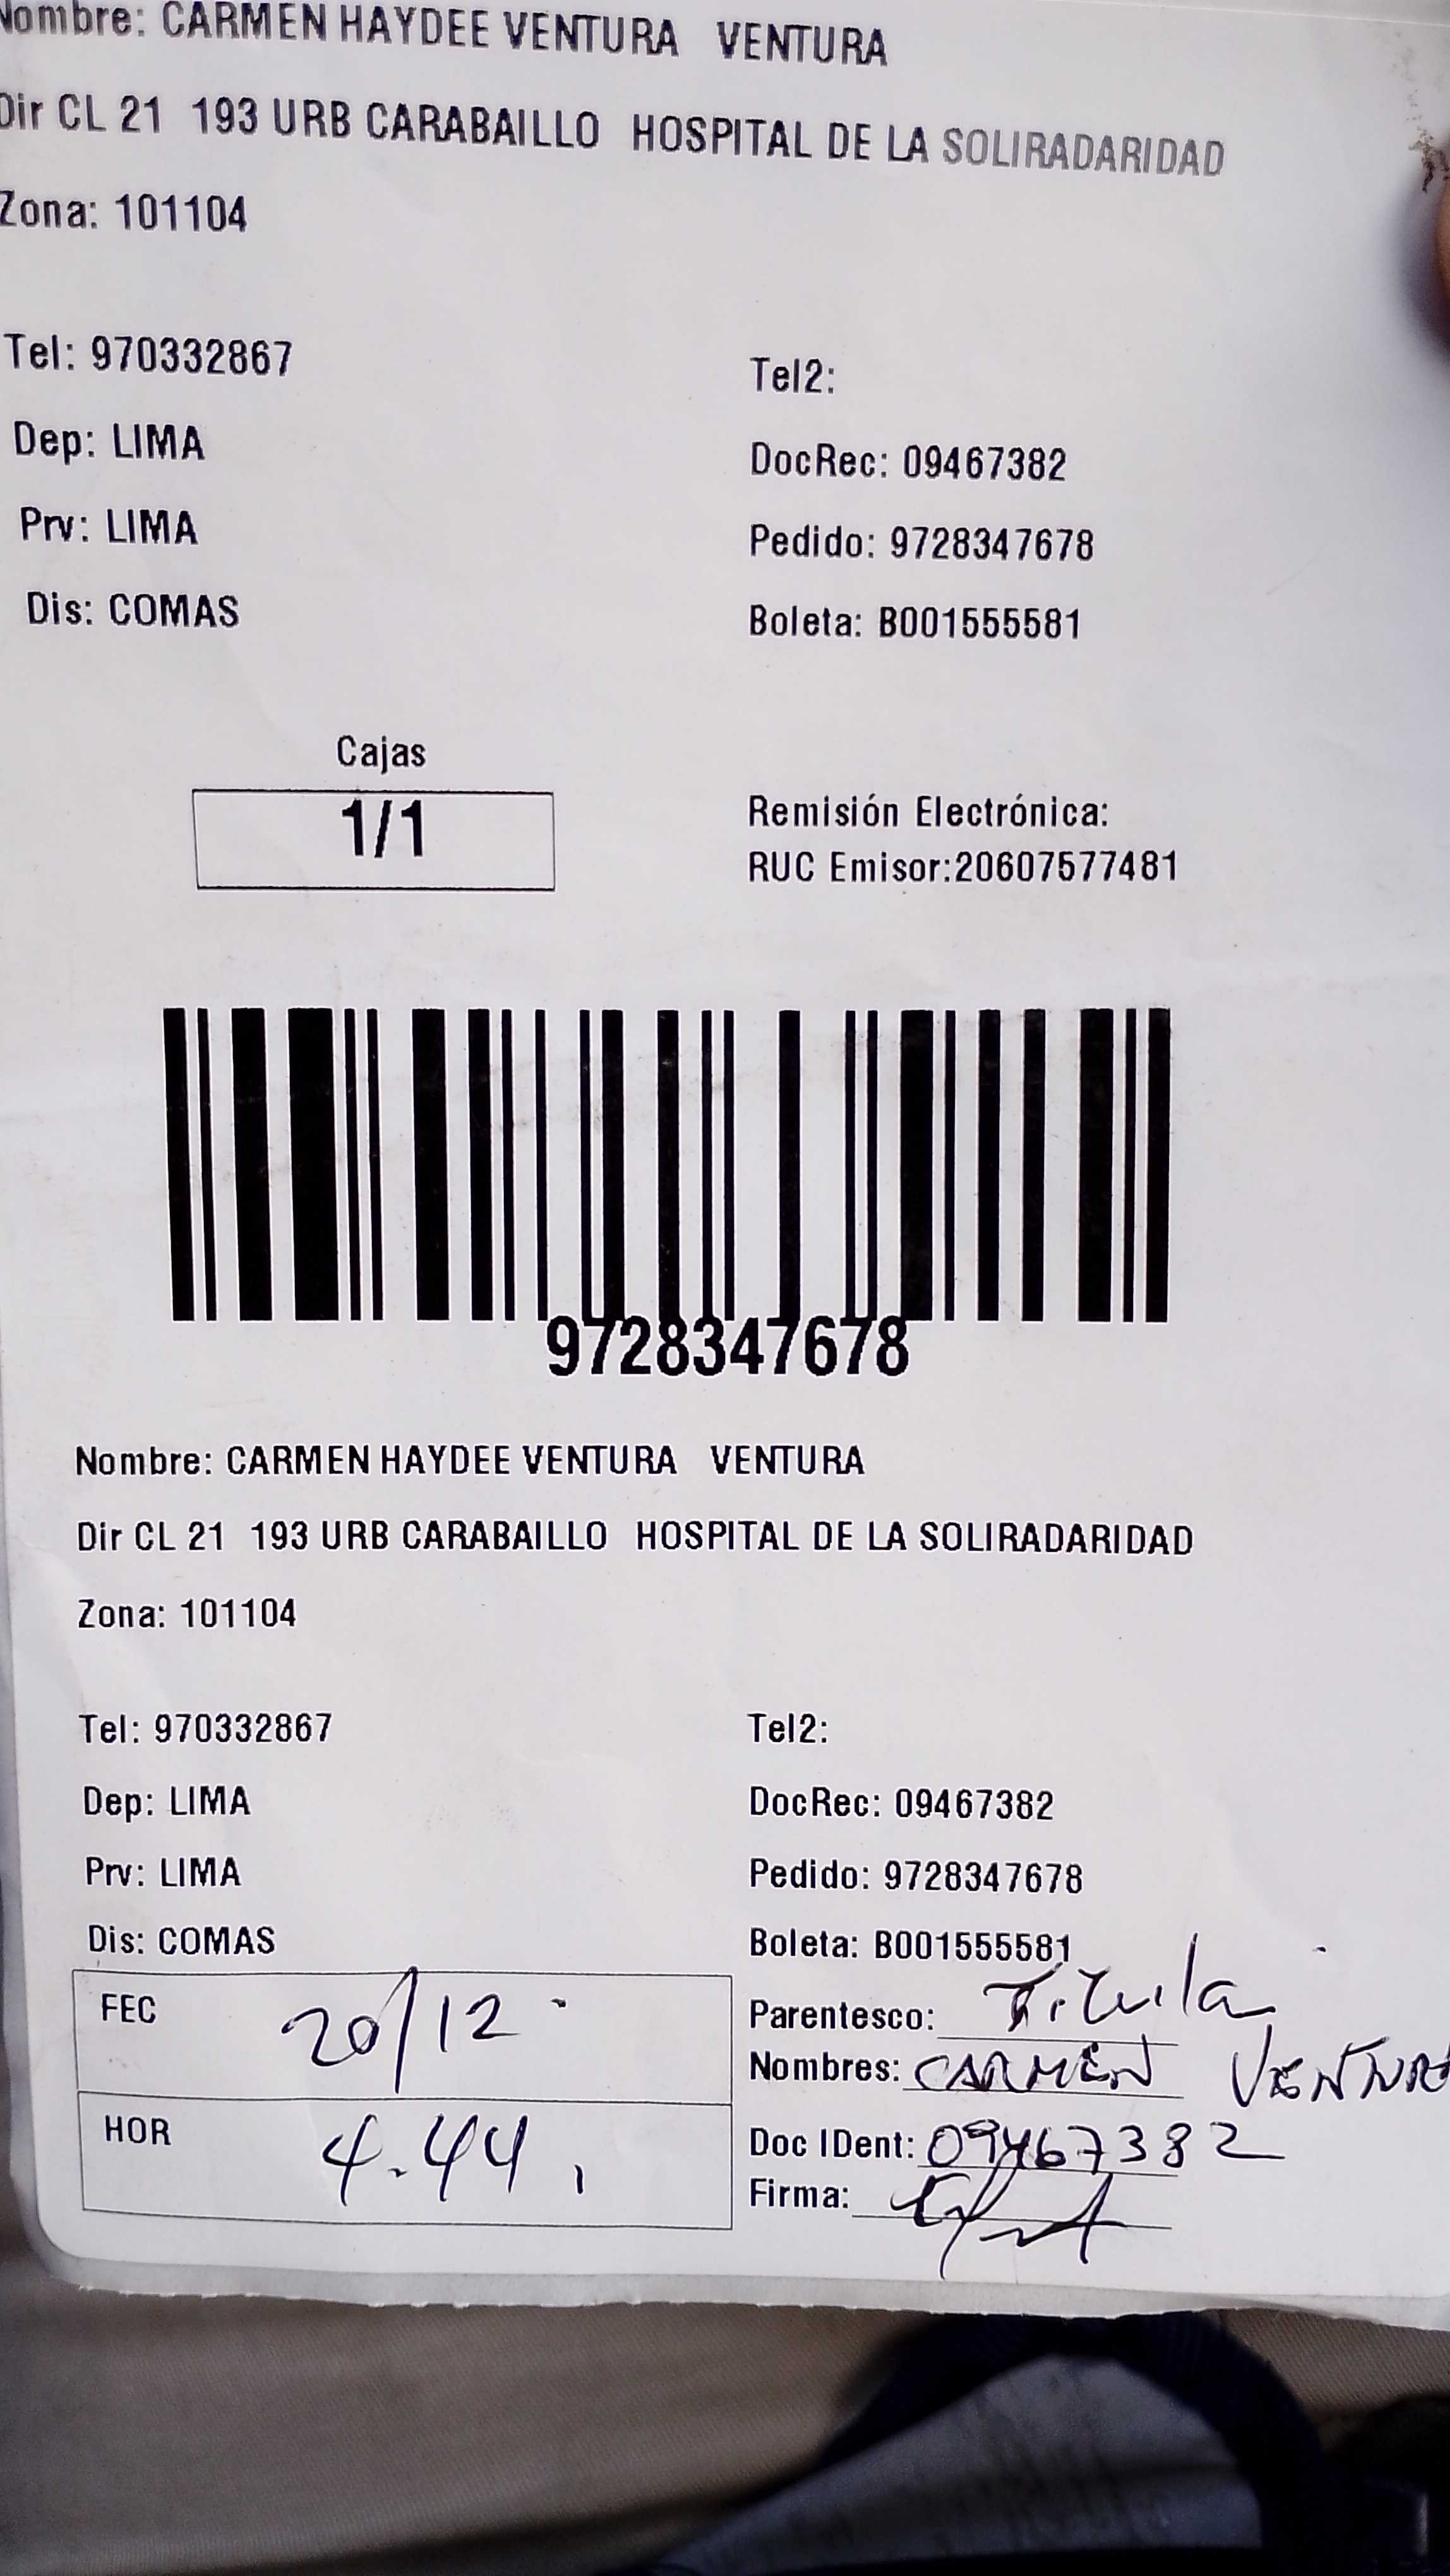 Nombre: CARMEN HAYDEE VENTURA VENTURA
Dir CL 21 193 URB CARABAILLO HOSPITAL DE LA SOLIRADARIDAD
Zona: 101104
Tel: 970332867
Tel2:
Dep: LIMA
DocRec: 09467382
Prv: LIMA
Pedido: 9728347678
Dis: COMAS
Boleta: B001555581
Cajas
1/1
Remisión Electrónica:
RUC Emisor:20607577481
9728347678
Nombre: CARMEN HAYDEE VENTURA VENTURA
Dir CL 21 193 URB CARABAILLO HOSPITAL DE LA SOLIRADARIDAD
Zona: 101104
Tel: 970332867
Tel2:
Dep: LIMA
DocRec: 09467382
Prv: LIMA
Pedido: 9728347678
Dis: COMAS
Boleta: B001555581
FEC 20/12
Parentesco: Titula
Nombres: CARMEN VENTUR
HOR 4.44
Doc IDent: 09467382
Firma: